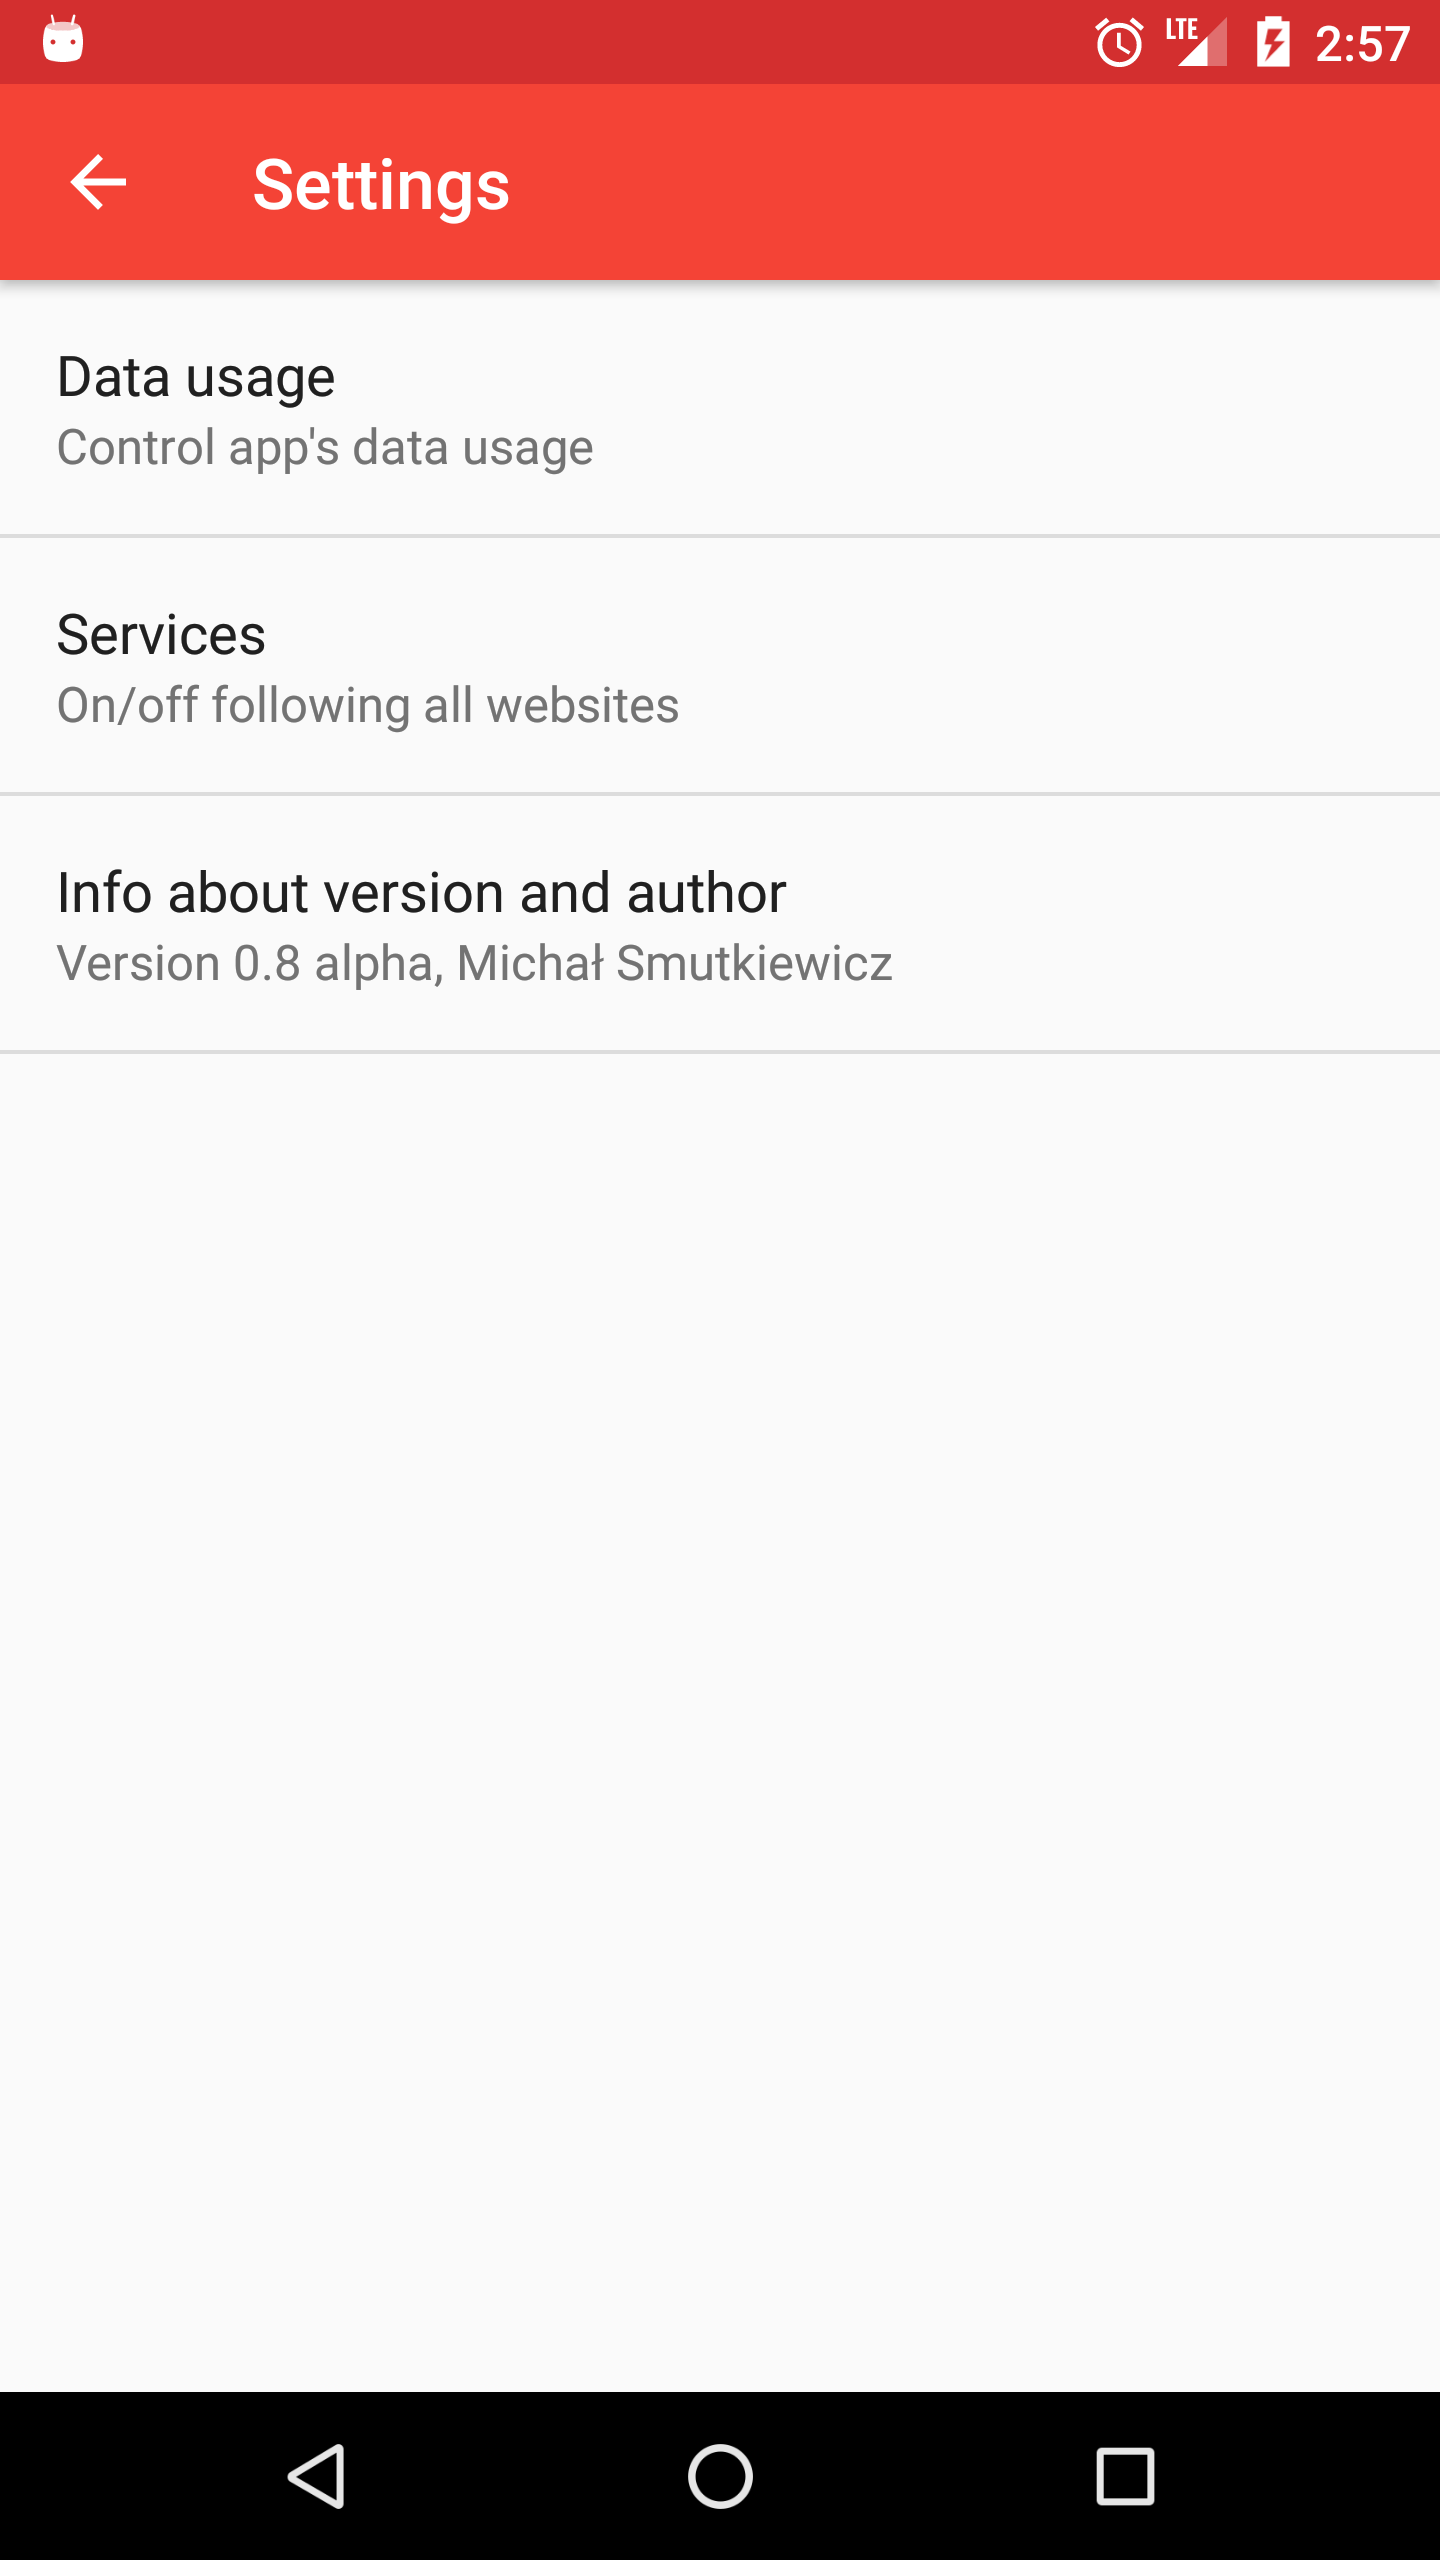 LTE 2:57
Settings
Data usage
Control app's data usage
Services
On/off following all websites
Info about version and author
Version 0.8 alpha, Michał Smutkiewicz